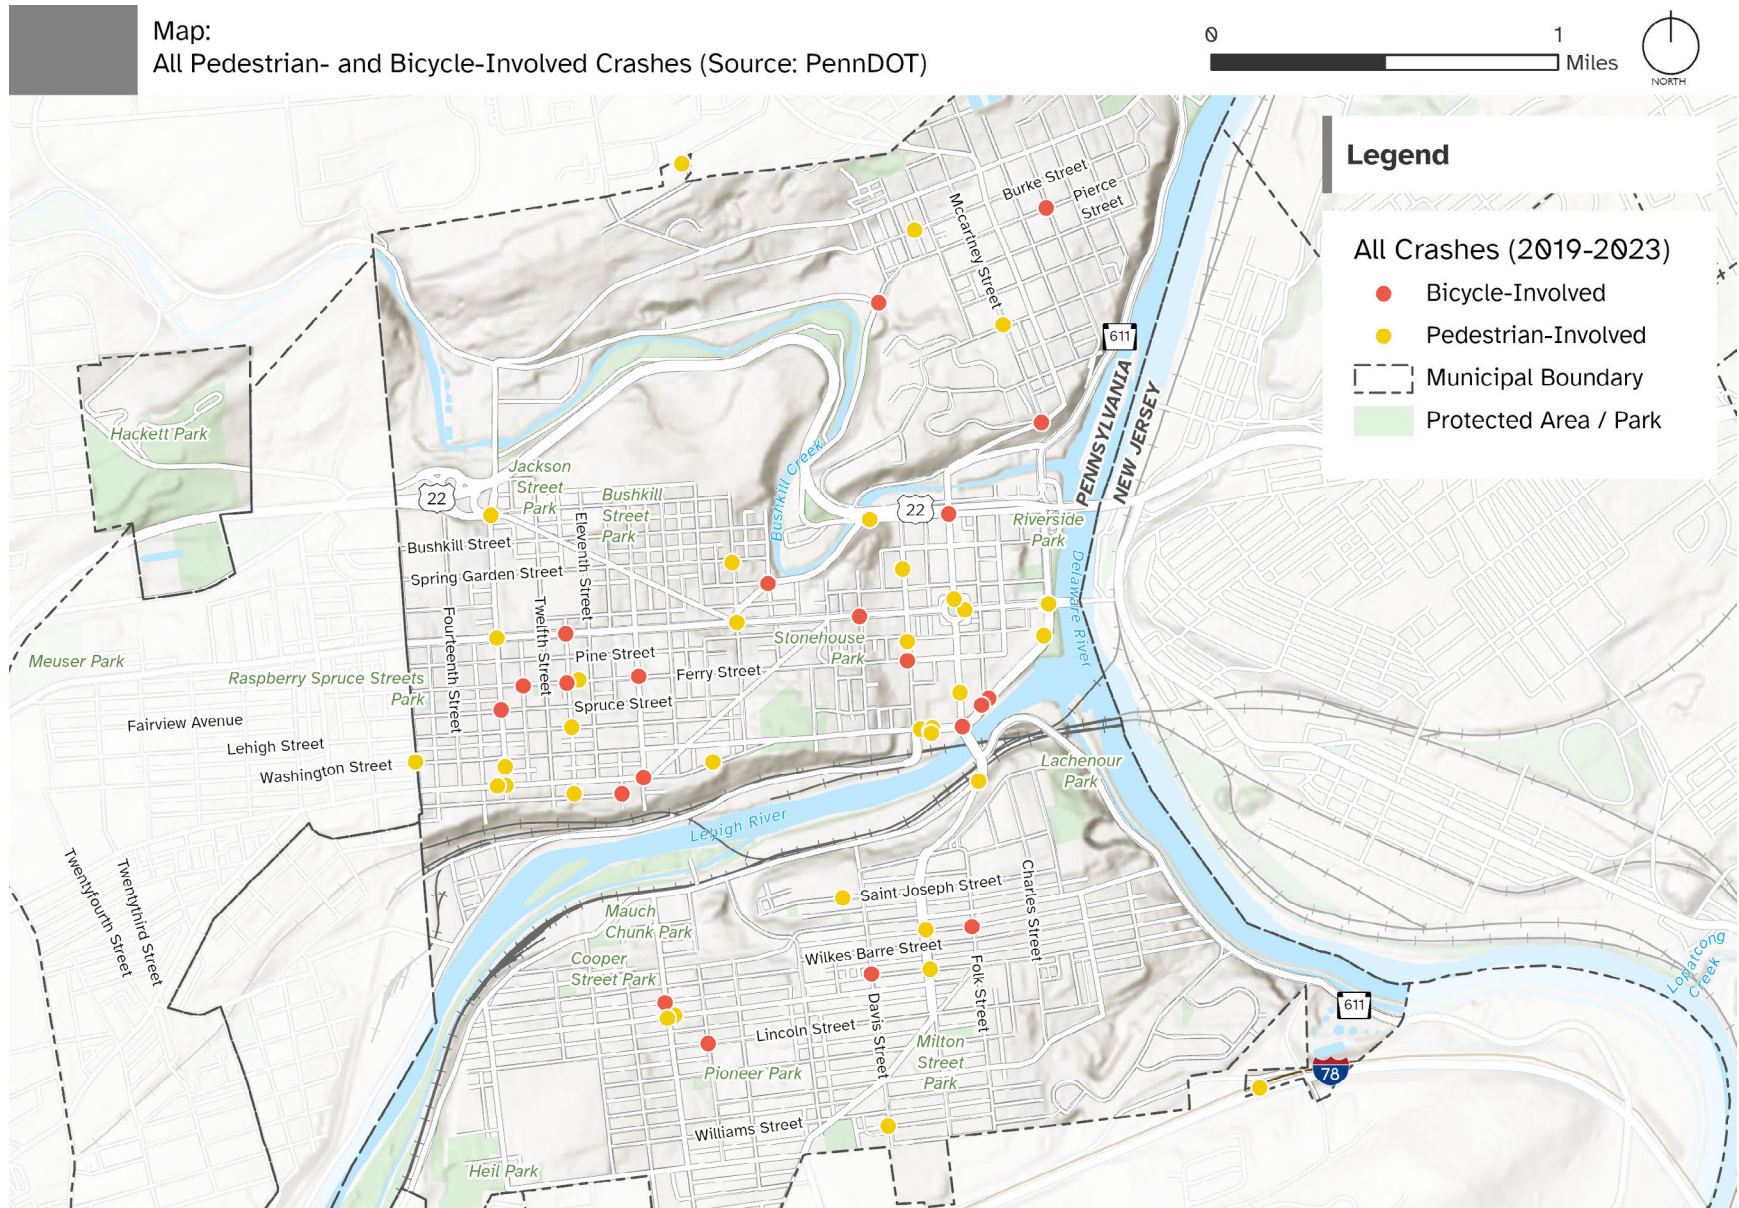 Map:
All Pedestrian- and Bicycle-Involved Crashes (Source: PennDOT)
0
1
Miles
NORTH
Legend
All Crashes (2019-2023)
Bicycle-Involved
Pedestrian-Involved
Municipal Boundary
Protected Area / Park
Burke Street
Pierce
Street
Mccartney Street
611
PENNSYLVANIA
NEW JERSEY
Hackett Park
Jackson
Street
Park
Bushkill
Street
Park
Bushkill Creek
22
22
Riverside
Park
Bushkill Street
Eleventh Street
Spring Garden Street
Delaware River
Fourteenth Street
Twelfth Street
Stonehouse
Park
Meuser Park
Pine Street
Ferry Street
Raspberry Spruce Streets
Park
Spruce Street
Fairview Avenue
Lehigh Street
Washington Street
Lachenour
Park
Lehigh River
Twentyfourth Street
Twentythird Street
Saint Joseph Street
Charles Street
Mauch
Chunk Park
Wilkes Barre Street
Cooper
Street Park
Folk Street
Lopatcong
Creek
Davis Street
Lincoln Street
611
Milton
Street
Park
Pioneer Park
78
Williams Street
Heil Park